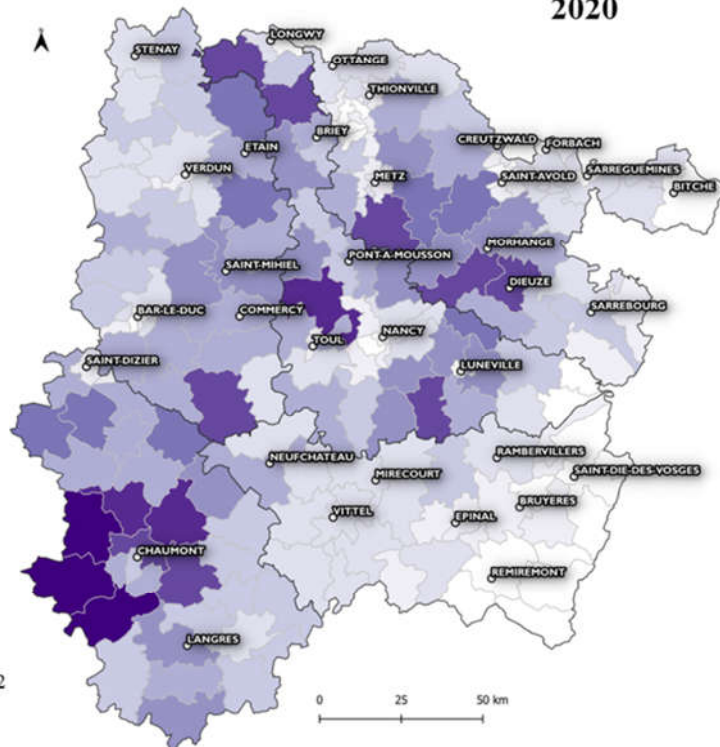 2020
LONGWY
STENAY
OTTANGE
THIONVILLE
BRIEY
CREUTZWALD
FORBACH
ETAIN
VERDUN
METZ
SAINT-AVOLD
SARREGUEMINES
BITCHE
MORHANGE
PONT-A-MOUSSON
SAINT-MIHIEL
DIEUZE
BAR-LE-DUC
COMMERCY
SARREBOURG
NANCY
TOUL
SAINT-DIZIER
LUNEVILLE
NEUFCHATEAU
RAMBERVILLERS
MIRECOURT
SAINT-DIE-DES-VOSGES
BRUYERES
VITTEL
EPINAL
CHAUMONT
REMIREMONT
LANGRES
2
0 25 50 km